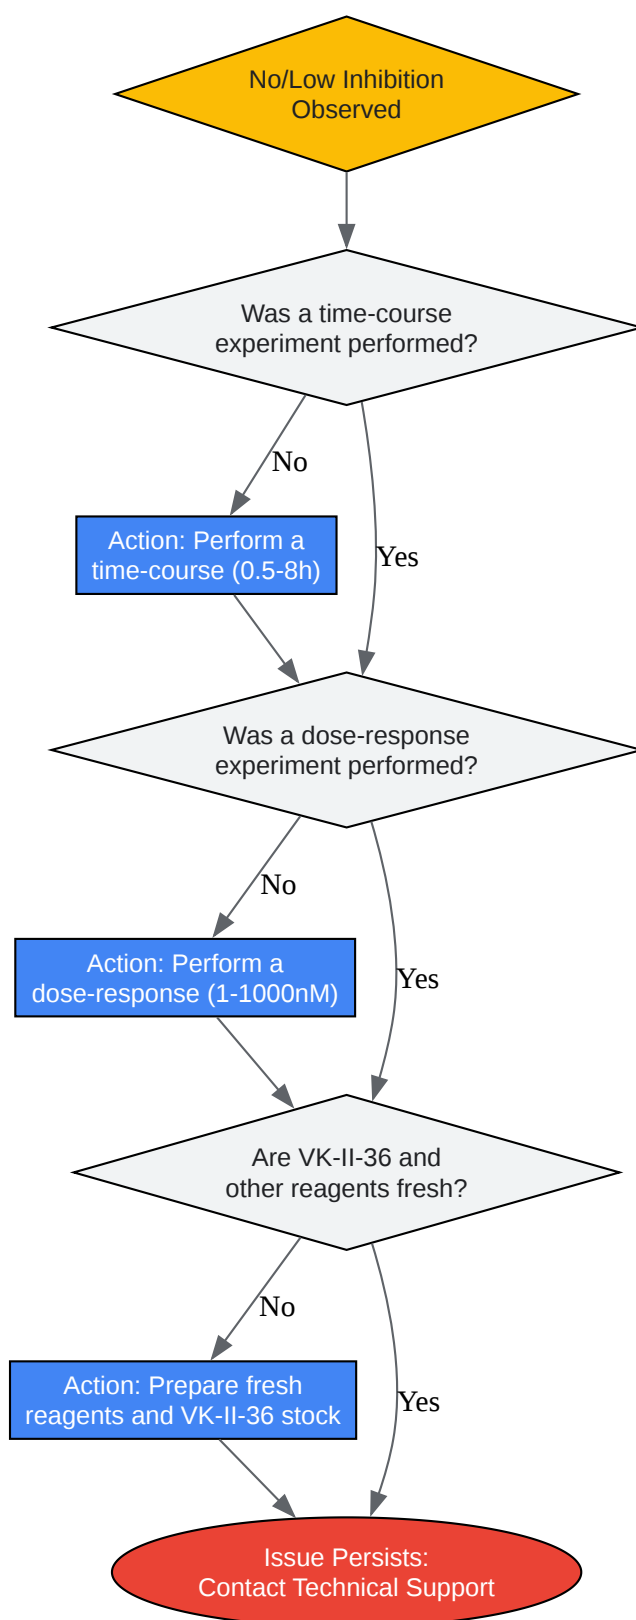 No/Low Inhibition
Observed
Was a time-course
experiment performed?
No
Action: Perform a
time-course (0.5-8h)
Yes
Was a dose-response
experiment performed?
No
Action: Perform a
dose-response (1-1000nM)
Yes
Are VK-II-36 and
other reagents fresh?
No
Action: Prepare fresh
reagents and VK-II-36 stock
Yes
Issue Persists:
Contact Technical Support